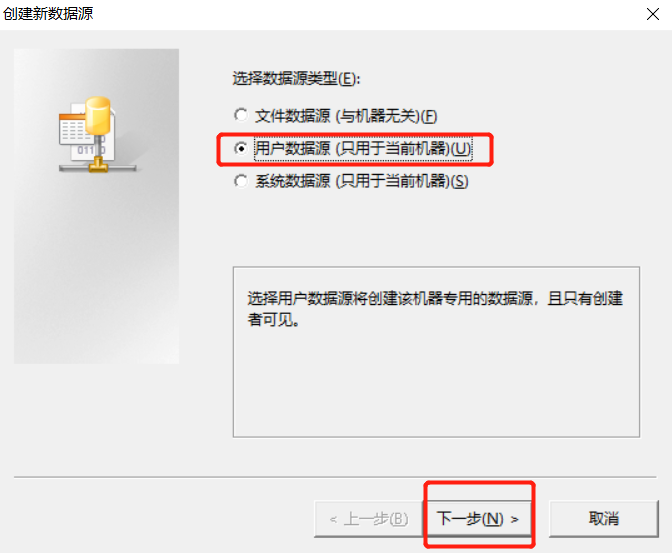 创建新数据源
选择数据源类型(E):
文件数据源 (与机器无关)(F)
用户数据源 (只用于当前机器)(U)
系统数据源 (只用于当前机器)(S)
选择用户数据源将创建该机器专用的数据源，且只有创建
者可见。
< 上一步(B)
下一步(N) >
取消